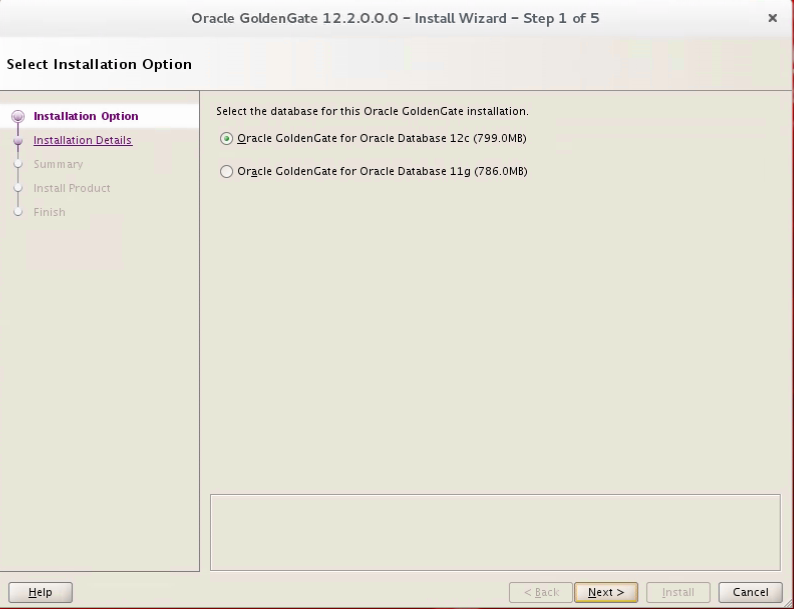 Oracle GoldenGate 12.2.0.0.0 – Install Wizard – Step 1 of 5
Select Installation Option
Installation Option
Installation Details
Summary
Install Product
Finish
Select the database for this Oracle GoldenGate installation.
Oracle GoldenGate for Oracle Database 12c (799.0MB)
Oracle GoldenGate for Oracle Database 11g (786.0MB)
Help
< Back
Next >
Install
Cancel